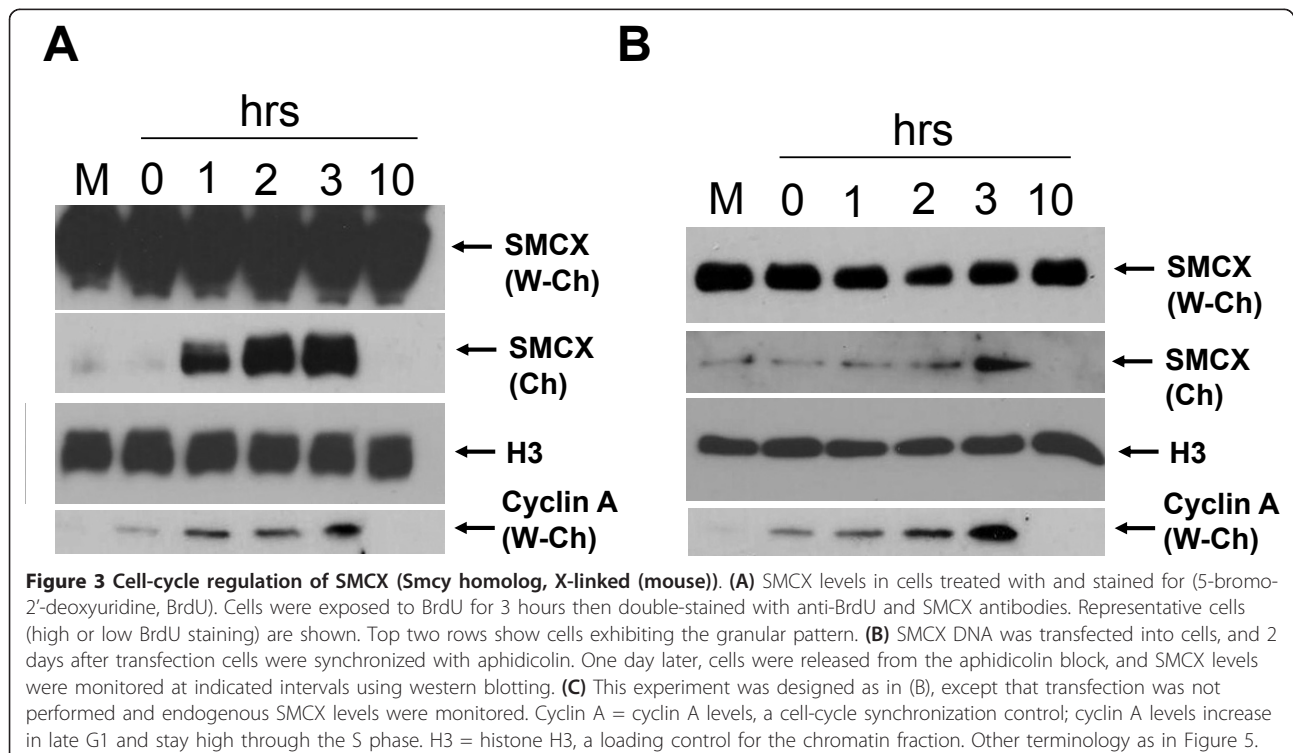 A
B
hrs
M 0 1 2 3 10
SMCX
(W-Ch)
SMCX
(Ch)
H3
Cyclin A
(W-Ch)
hrs
M 0 1 2 3 10
SMCX
(W-Ch)
SMCX
(Ch)
H3
Cyclin A
(W-Ch)
Figure 3 Cell-cycle regulation of SMCX (Smcy homolog, X-linked (mouse)). (A) SMCX levels in cells treated with and stained for (5-bromo-
2′-deoxyuridine, BrdU). Cells were exposed to BrdU for 3 hours then double-stained with anti-BrdU and SMCX antibodies. Representative cells
(high or low BrdU staining) are shown. Top two rows show cells exhibiting the granular pattern. (B) SMCX DNA was transfected into cells, and 2
days after transfection cells were synchronized with aphidicolin. One day later, cells were released from the aphidicolin block, and SMCX levels
were monitored at indicated intervals using western blotting. (C) This experiment was designed as in (B), except that transfection was not
performed and endogenous SMCX levels were monitored. Cyclin A = cyclin A levels, a cell-cycle synchronization control; cyclin A levels increase
in late G1 and stay high through the S phase. H3 = histone H3, a loading control for the chromatin fraction. Other terminology as in Figure 5.